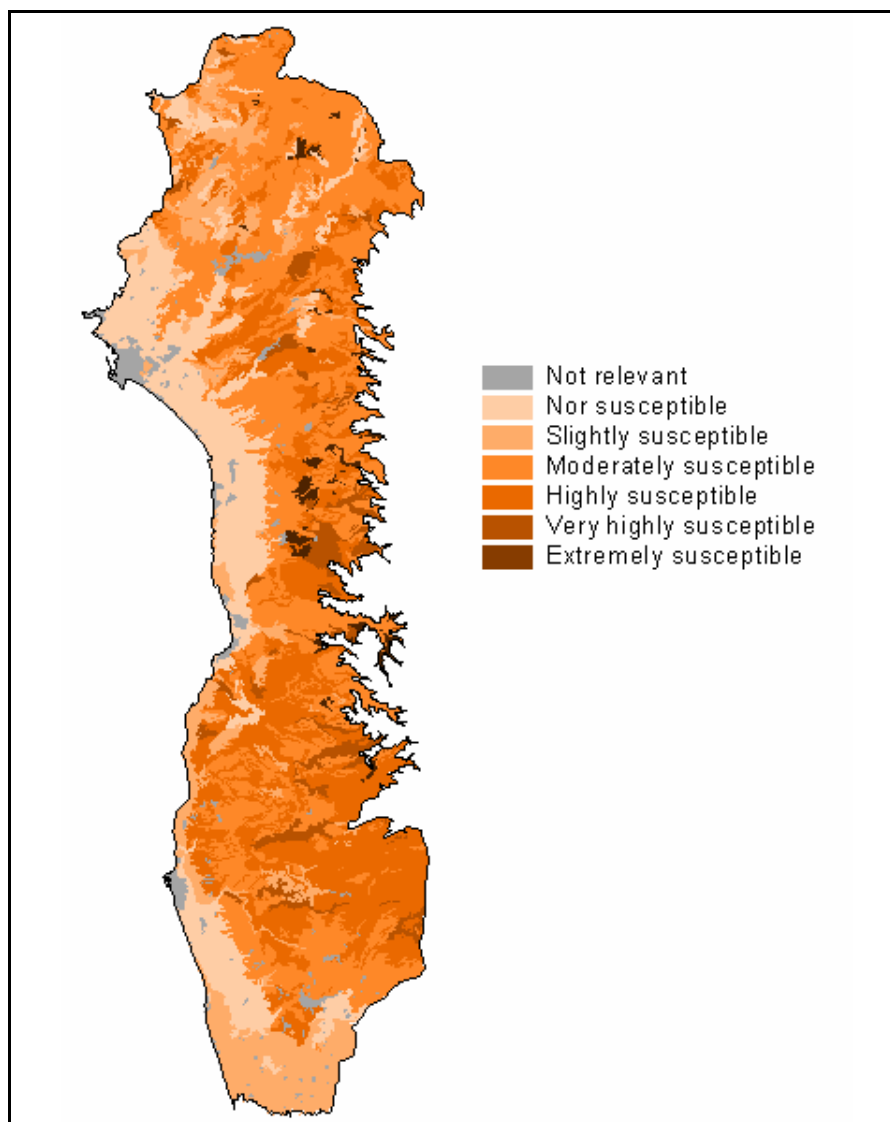 Not relevant
Nor susceptible
Slightly susceptible
Moderately susceptible
Highly susceptible
Very highly susceptible
Extremely susceptible